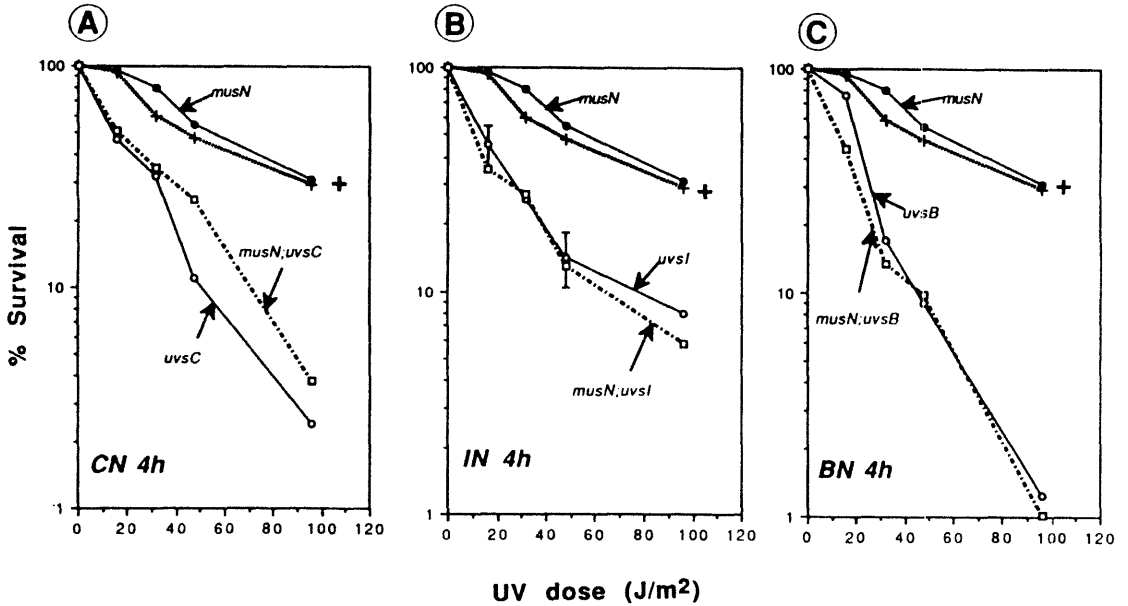 A
B
C
100
10
1
0 20 40 60 80 100 120
musN
+
musN;uvsC
uvsC
CN 4h
100
10
1
0 20 40 60 80 100 120
musN
+
uvsI
musN;uvsI
IN 4h
100
10
1
0 20 40 60 80 100 120
musN
+
uvsB
musN;uvsB
BN 4h
% Survival
UV dose (J/m²)